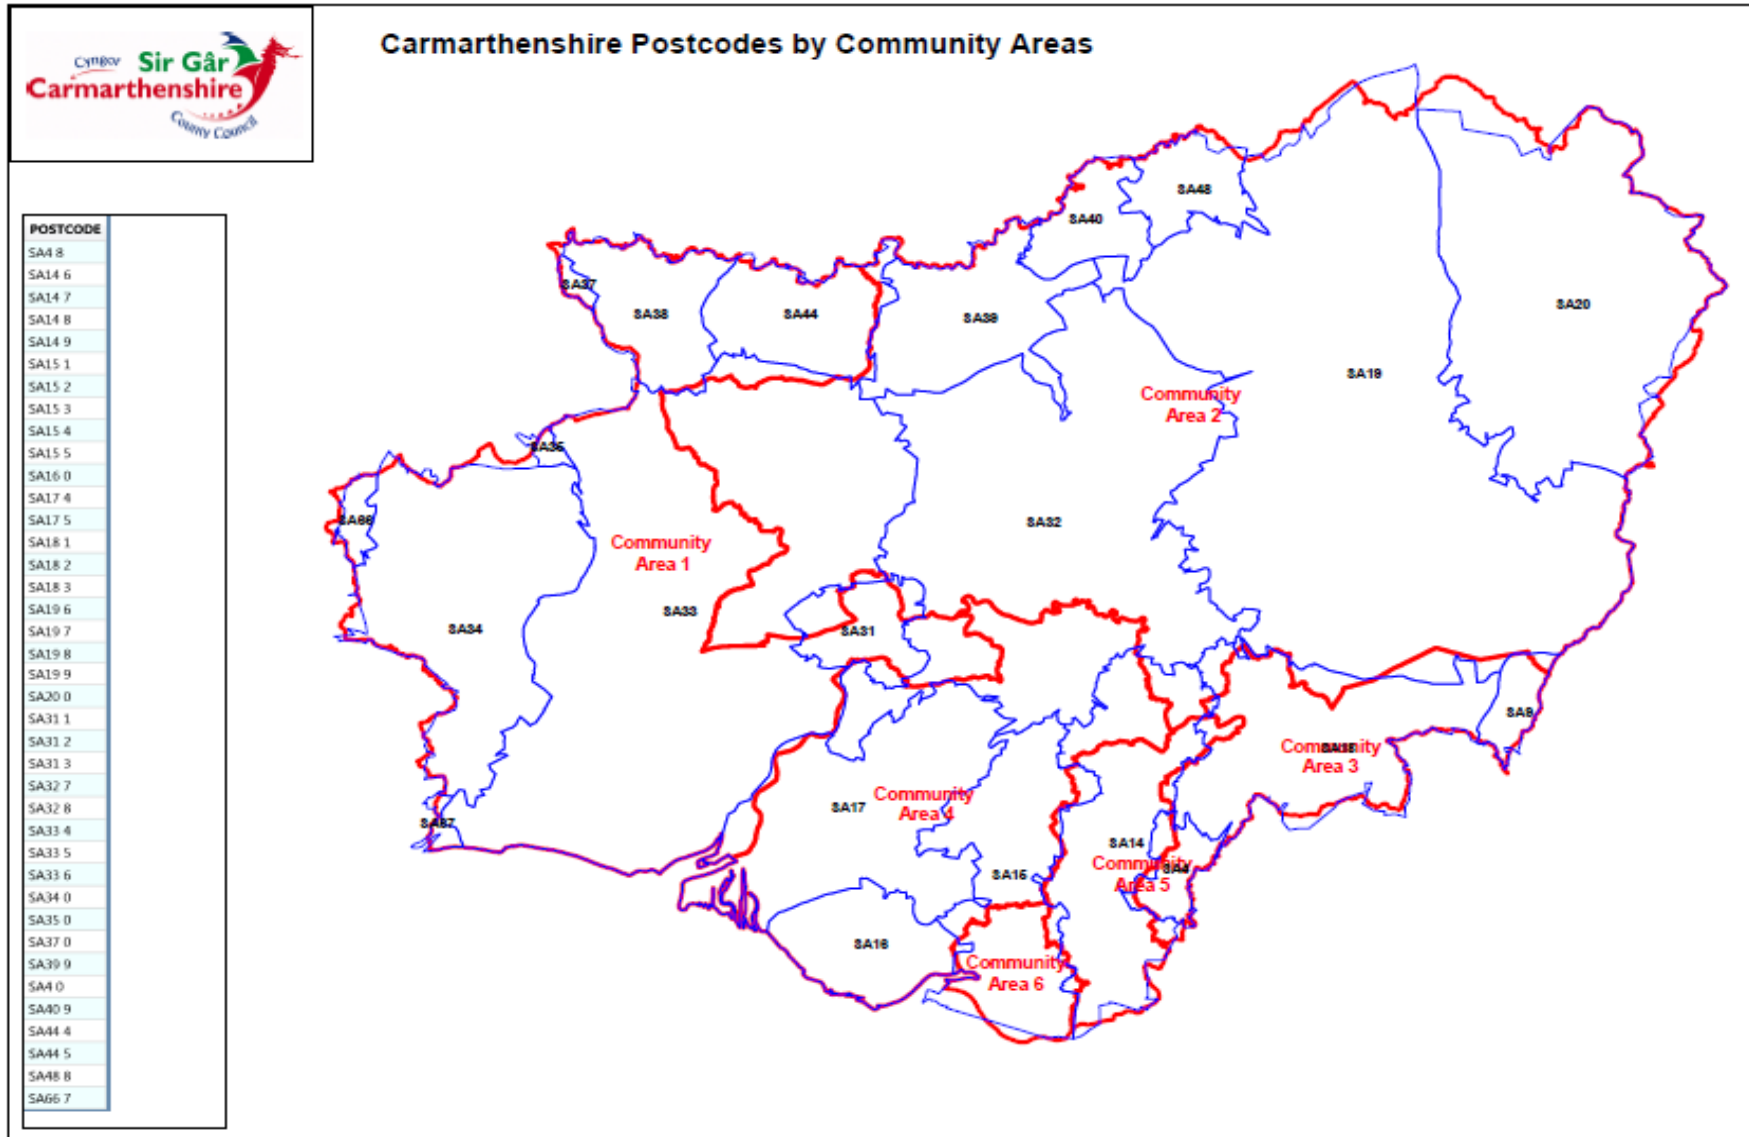 Cyngor Sir Gâr
Carmarthenshire
County Council
Carmarthenshire Postcodes by Community Areas
POSTCODE
SA4 8
SA14 6
SA14 7
SA14 8
SA14 9
SA15 1
SA15 2
SA15 3
SA15 4
SA15 5
SA16 0
SA17 4
SA17 5
SA18 1
SA18 2
SA18 3
SA19 6
SA19 7
SA19 8
SA19 9
SA20 0
SA31 1
SA31 2
SA31 3
SA32 7
SA32 8
SA33 4
SA33 5
SA33 6
SA34 0
SA35 0
SA37 0
SA39 9
SA4 0
SA40 9
SA44 4
SA44 5
SA48 8
SA66 7
SA48
SA40
SA37
SA38
SA44
SA39
SA20
SA19
Community
Area 2
SA35
SA66
SA32
Community
Area 1
SA33
SA34
SA31
SA9
Community
Area 3
SA18
SA17
Community
Area 4
SA67
SA14
Community
Area 5
SA4
SA15
SA16
Community
Area 6